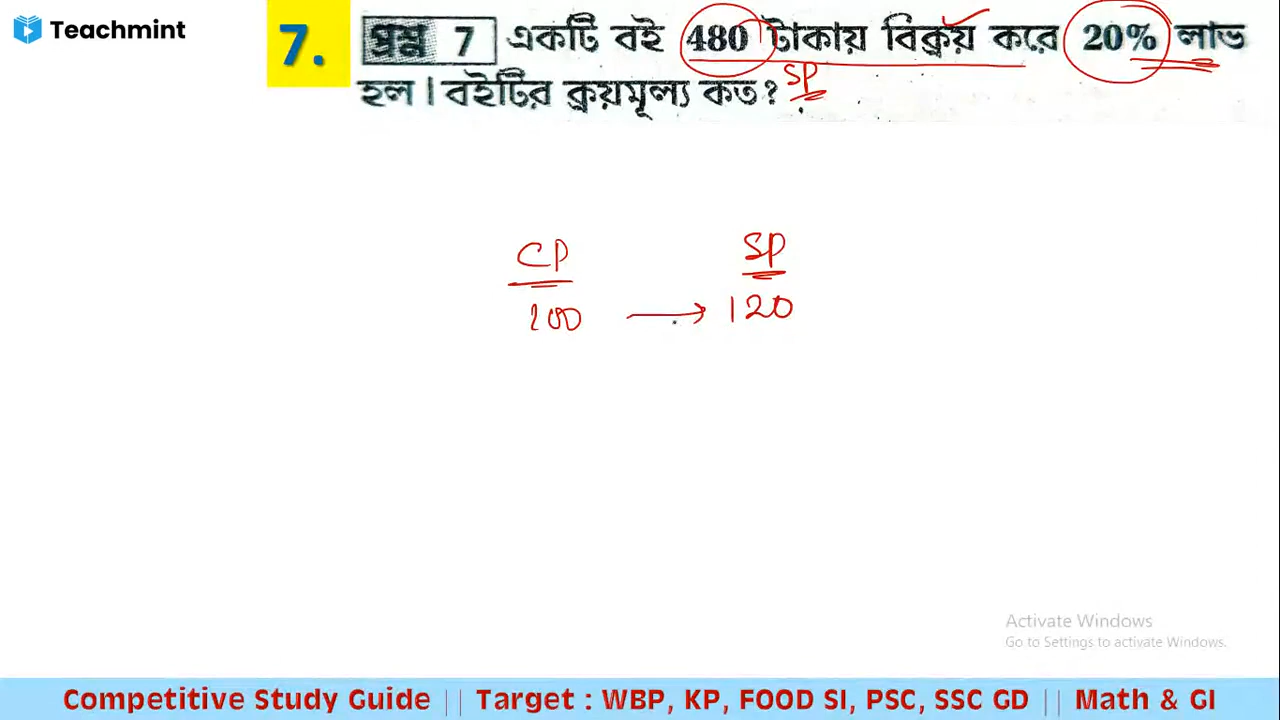 Teachmint
7. প্রশ্ন 7 একটি বই 480 টাকায় বিক্রয় করে 20% লাভ
হল। বইটির ক্রয়মূল্য কত? SP
CP SP
100 → 120
Activate Windows
Go to Settings to activate Windows.
Competitive Study Guide || Target : WBP, KP, FOOD SI, PSC, SSC GD || Math & GI